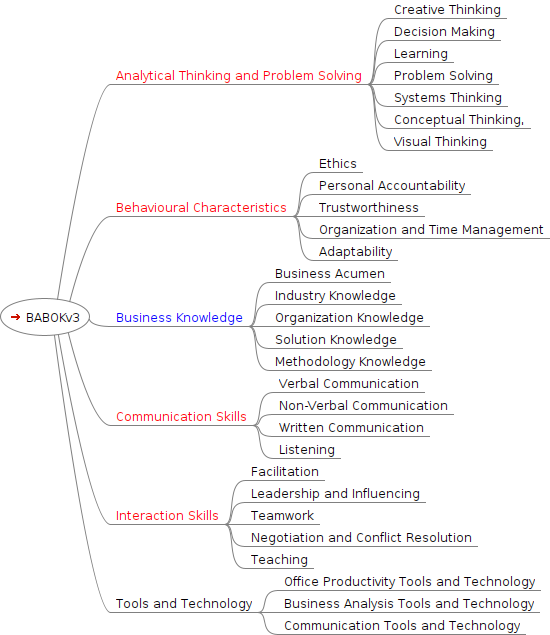 BABOKv3
Analytical Thinking and Problem Solving
Creative Thinking
Decision Making
Learning
Problem Solving
Systems Thinking
Conceptual Thinking,
Visual Thinking
Behavioural Characteristics
Ethics
Personal Accountability
Trustworthiness
Organization and Time Management
Adaptability
Business Knowledge
Business Acumen
Industry Knowledge
Organization Knowledge
Solution Knowledge
Methodology Knowledge
Communication Skills
Verbal Communication
Non-Verbal Communication
Written Communication
Listening
Interaction Skills
Facilitation
Leadership and Influencing
Teamwork
Negotiation and Conflict Resolution
Teaching
Tools and Technology
Office Productivity Tools and Technology
Business Analysis Tools and Technology
Communication Tools and Technology